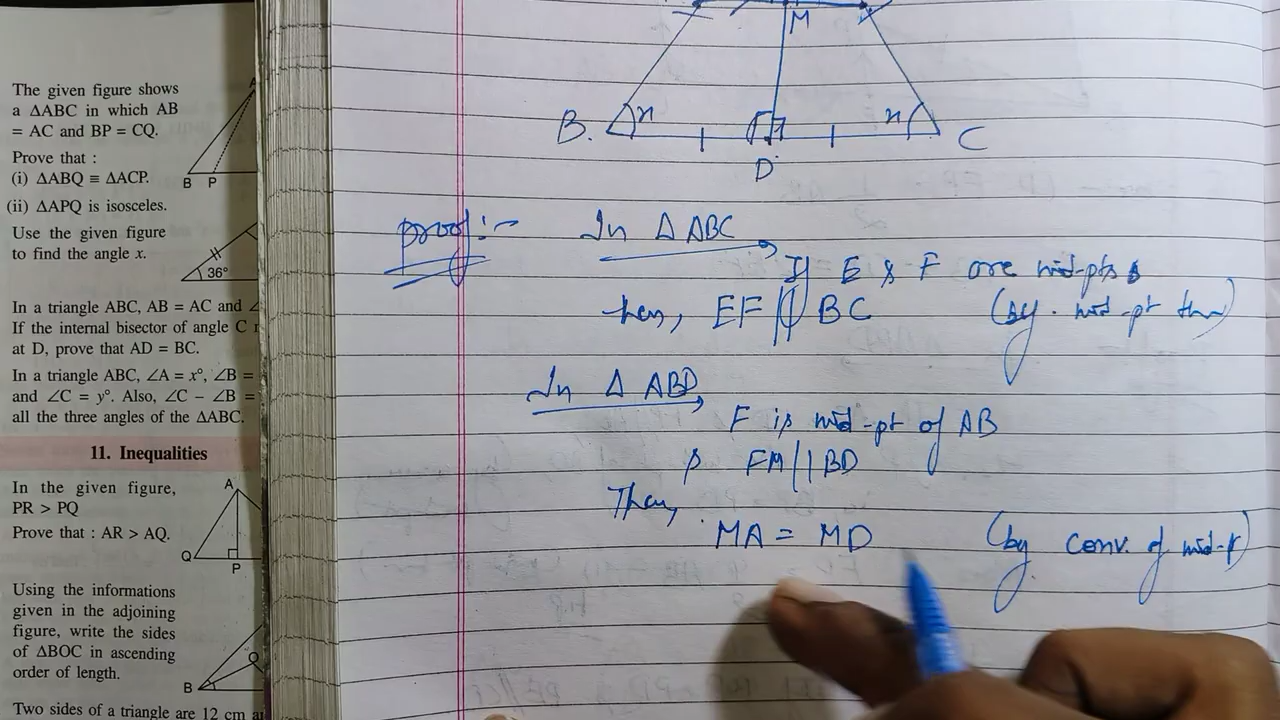 The given figure shows
a ΔABC in which AB
= AC and BP = CQ.
Prove that :
(i) ΔABQ ≡ ΔACP.
(ii) ΔAPQ is isosceles.
Use the given figure
to find the angle x.
In a triangle ABC, AB = AC and ∠
If the internal bisector of angle C
at D, prove that AD = BC.
In a triangle ABC, ∠A = x°, ∠B =
and ∠C = y°. Also, ∠C – ∠B =
all the three angles of the ΔABC.
11. Inequalities
In the given figure,
PR > PQ
Prove that : AR > AQ.
Using the informations
given in the adjoining
figure, write the sides
of ΔBOC in ascending
order of length.
Two sides of a triangle are 12 cm
A
B P
36°
A
Q
P
O
B
M
B. x x C
D
proof:-
In Δ ABC
If E & F are mid-pts
then, EF || BC (by. mid-pt thm)
In Δ ABD
F is mid-pt of AB
& FM || BD
Then,
MA = MD (by conv. of mid-p